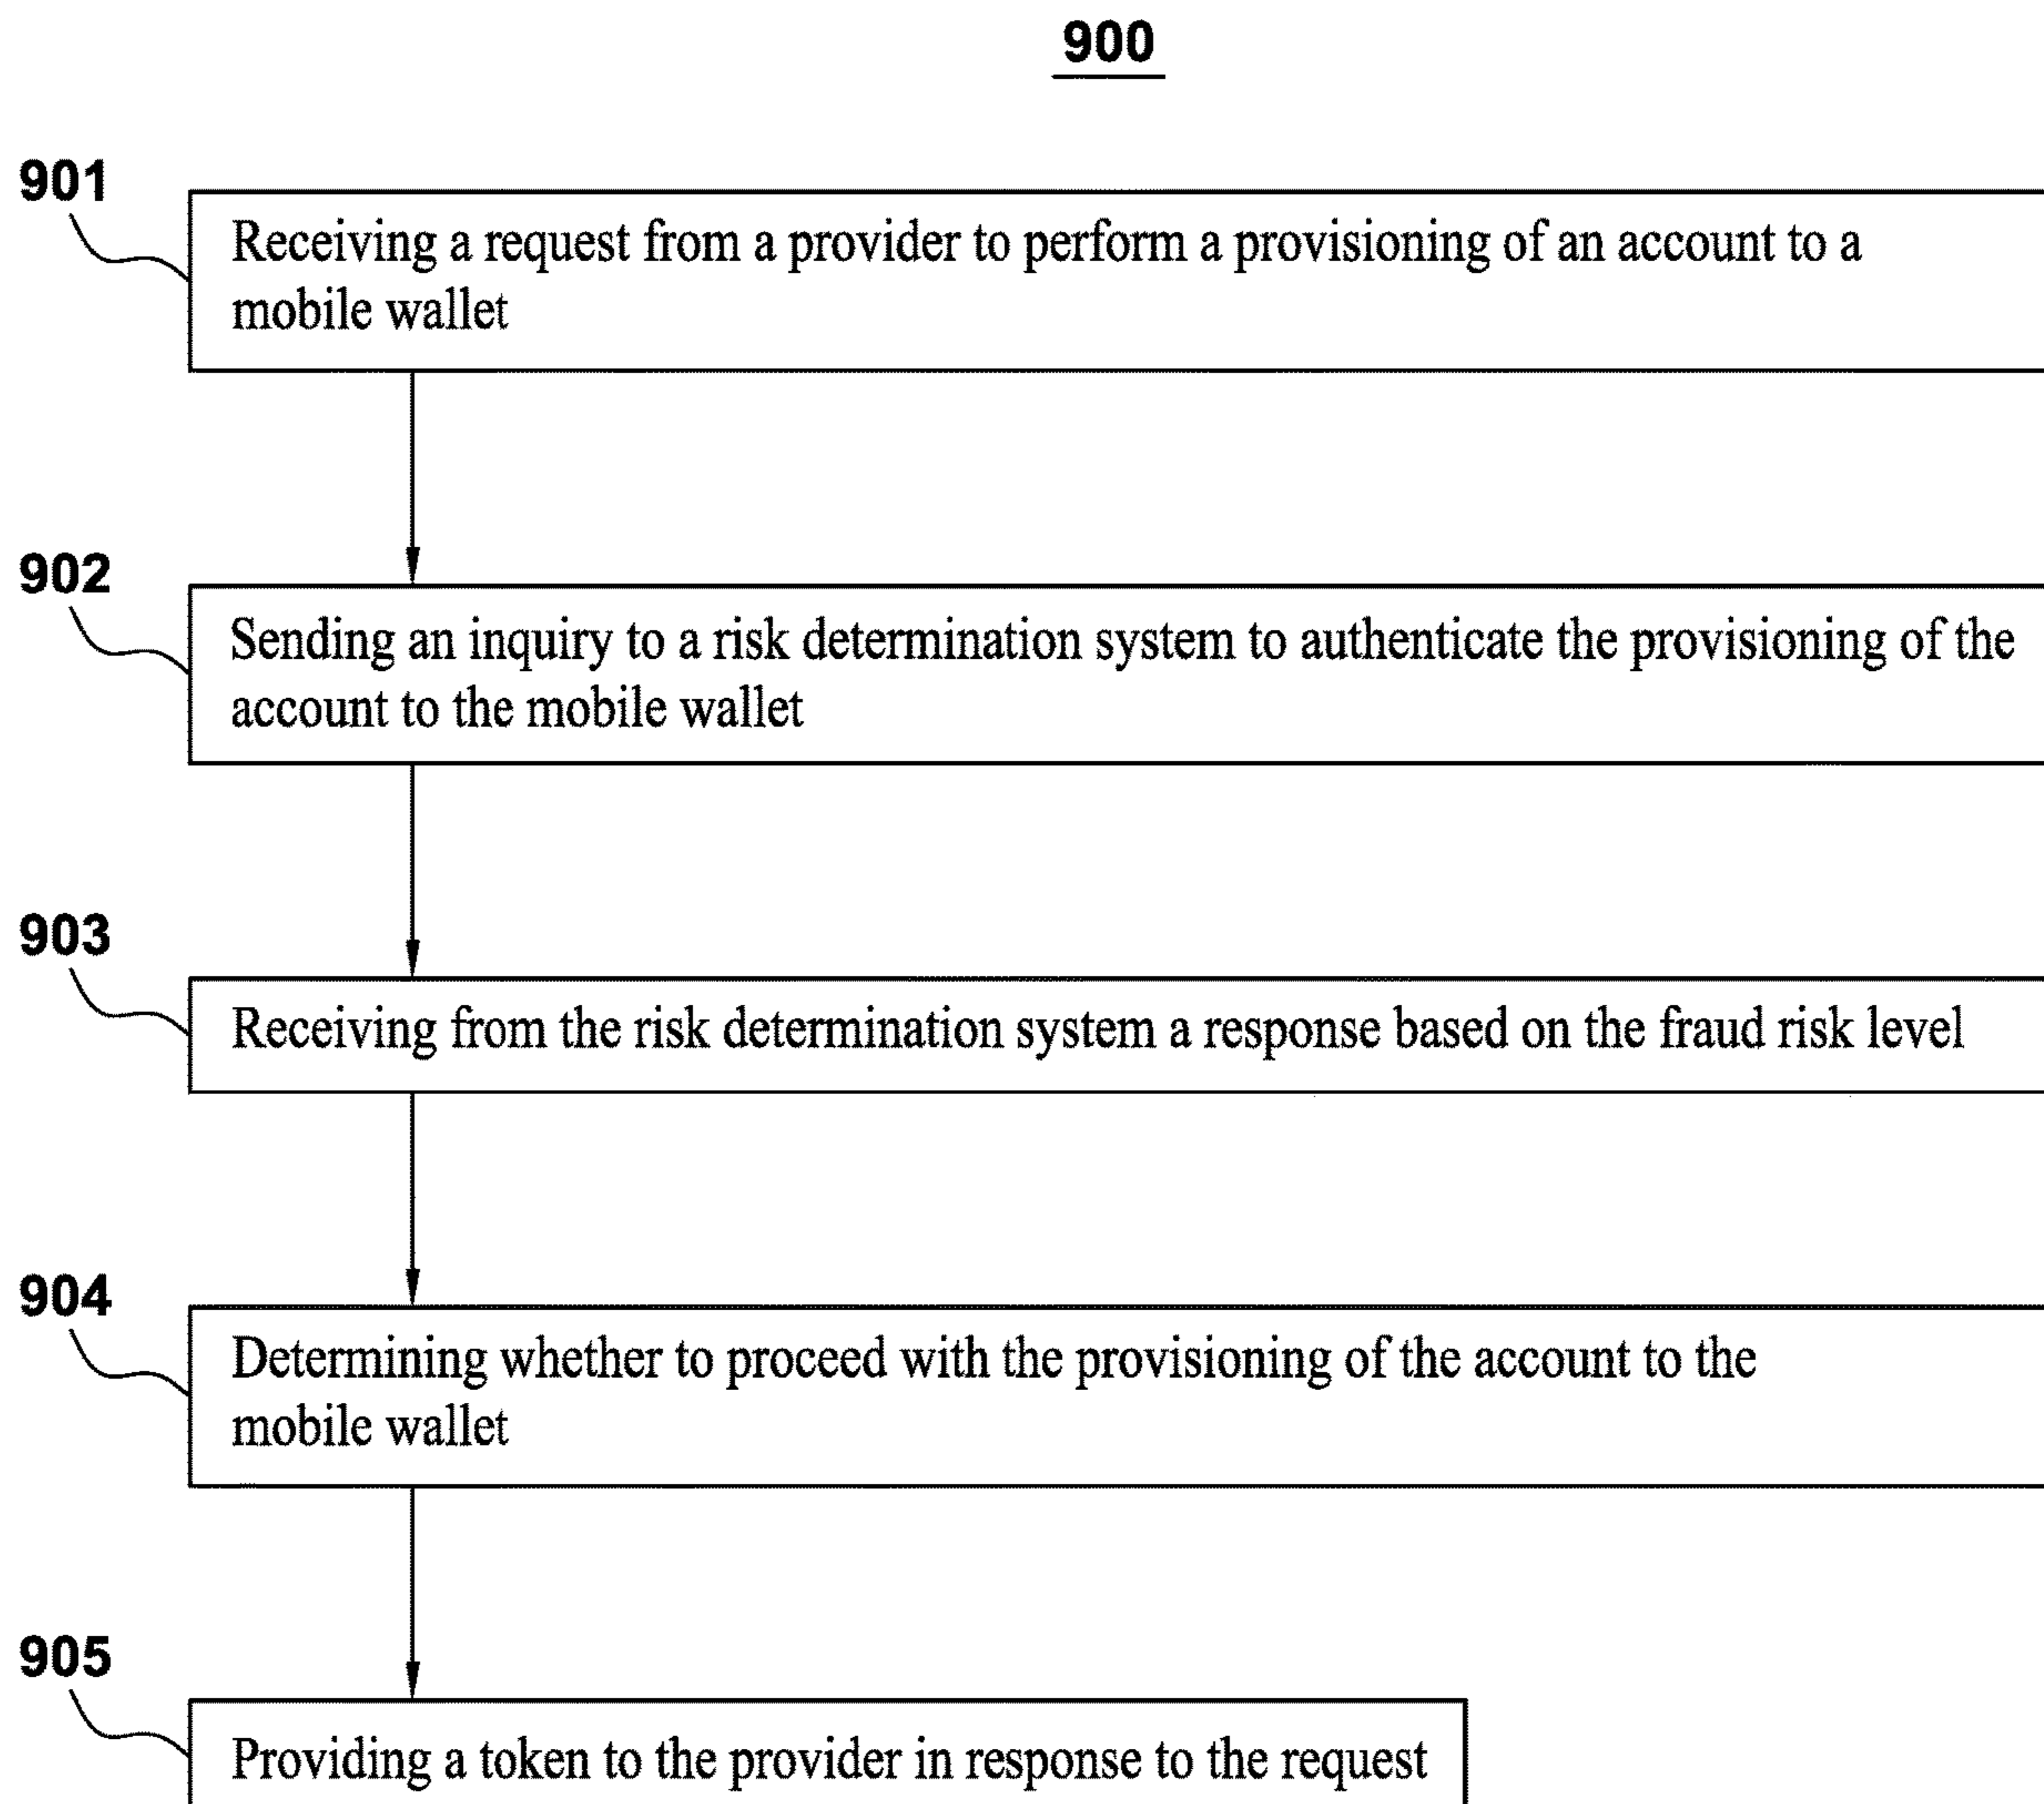 900
901
Receiving a request from a provider to perform a provisioning of an account to a
mobile wallet
902
Sending an inquiry to a risk determination system to authenticate the provisioning of the
account to the mobile wallet
903
Receiving from the risk determination system a response based on the fraud risk level
904
Determining whether to proceed with the provisioning of the account to the
mobile wallet
905
Providing a token to the provider in response to the request